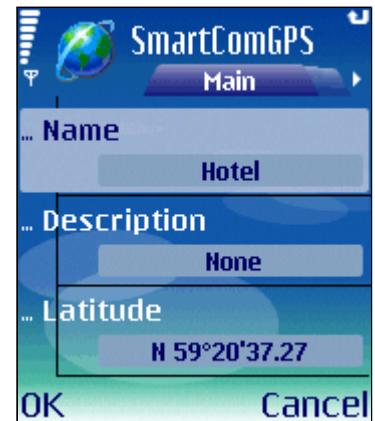 SmartComGPS
Main
... Name
Hotel
... Description
None
... Latitude
N 59°20'37.27
OK Cancel